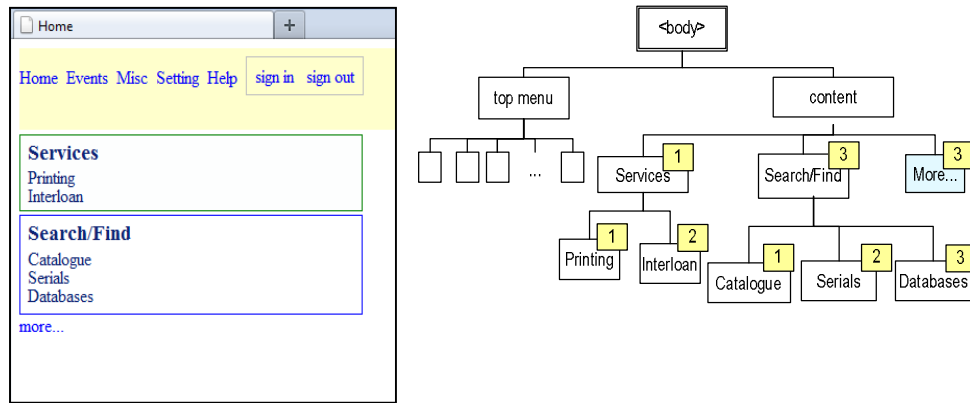 Home +
Home Events Misc Setting Help sign in sign out
Services
Printing
Interloan
Search/Find
Catalogue
Serials
Databases
more...
<body>
top menu content
...
1 3 3
Services Search/Find More...
1 2 1 2 3
Printing Interloan Catalogue Serials Databases